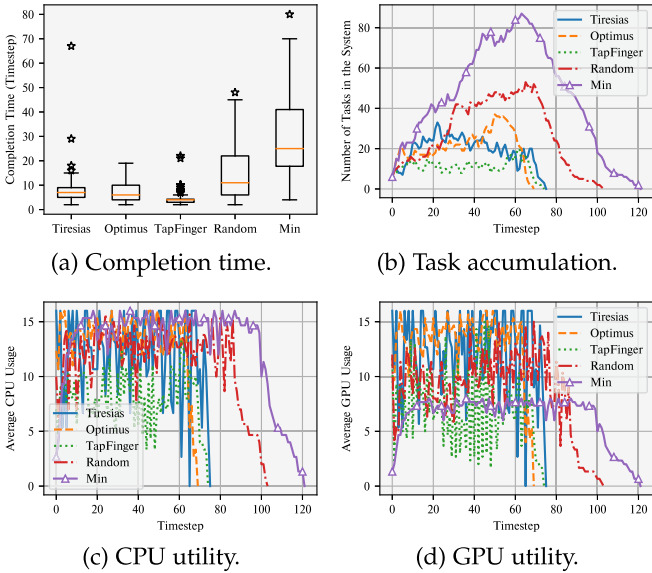 80
70
60
50
40
30
20
10
0
Completion Time (Timestep)
Tiresias Optimus TapFinger Random Min
(a) Completion time.
80
60
40
20
0
Number of Tasks in the System
0 20 40 60 80 100 120
Timestep
Tiresias
Optimus
TapFinger
Random
Min
(b) Task accumulation.
15
10
5
0
Average CPU Usage
0 20 40 60 80 100 120
Timestep
Tiresias
Optimus
TapFinger
Random
Min
(c) CPU utility.
15
10
5
0
Average GPU Usage
0 20 40 60 80 100 120
Timestep
Tiresias
Optimus
TapFinger
Random
Min
(d) GPU utility.